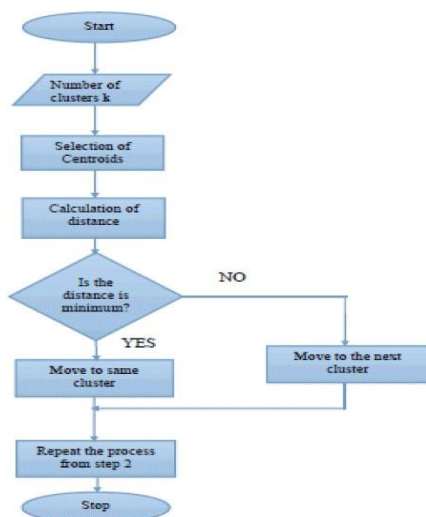 Start
Number of
clusters k
Selection of
Centroids
Calculation of
distance
Is the
distance is
minimum?
NO
YES
Move to same
cluster
Move to the next
cluster
Repeat the process
from step 2
Stop